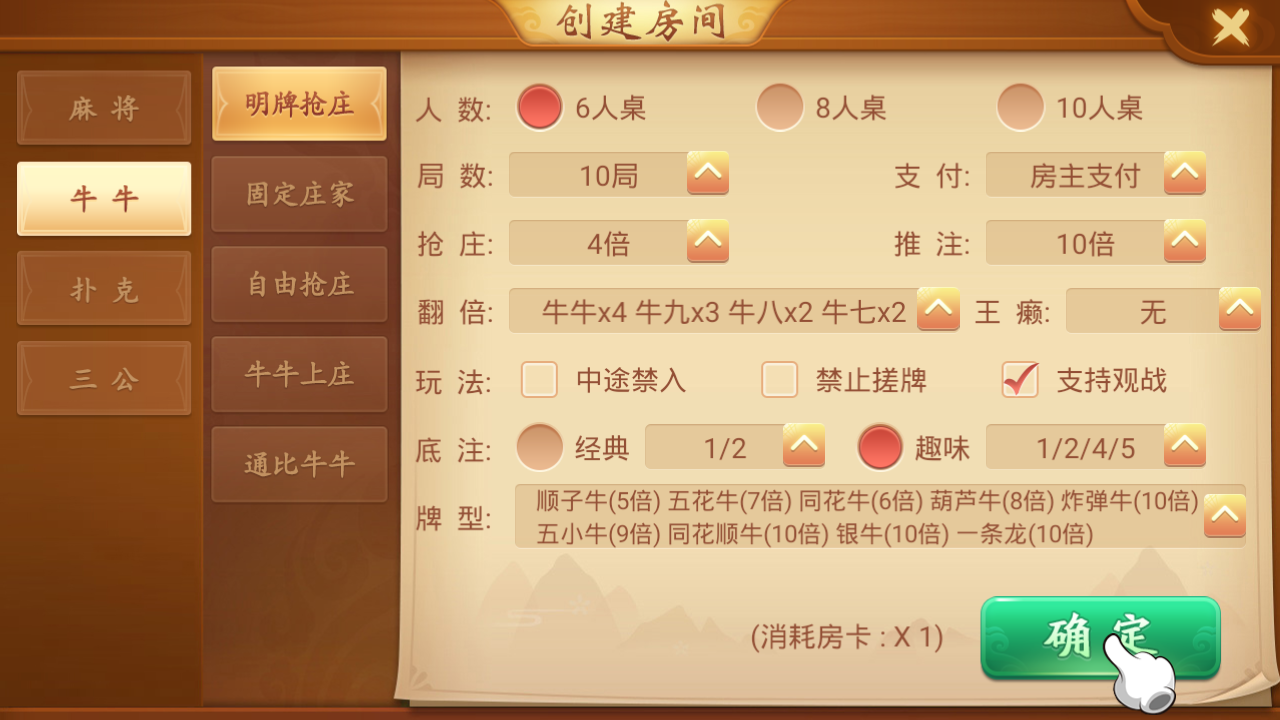 创建房间
麻将
牛牛
扑克
三公
明牌抢庄
固定庄家
自由抢庄
牛牛上庄
通比牛牛
人 数: 6人桌 8人桌 10人桌
局 数: 10局 支 付: 房主支付
抢 庄: 4倍 推 注: 10倍
翻 倍: 牛牛x4 牛九x3 牛八x2 牛七x2 王 癞: 无
玩 法: 中途禁入 禁止搓牌 支持观战
底 注: 经典 1/2 趣味 1/2/4/5
牌 型: 顺子牛(5倍) 五花牛(7倍) 同花牛(6倍) 葫芦牛(8倍) 炸弹牛(10倍)
五小牛(9倍) 同花顺牛(10倍) 银牛(10倍) 一条龙(10倍)
(消耗房卡 : X 1)
确定